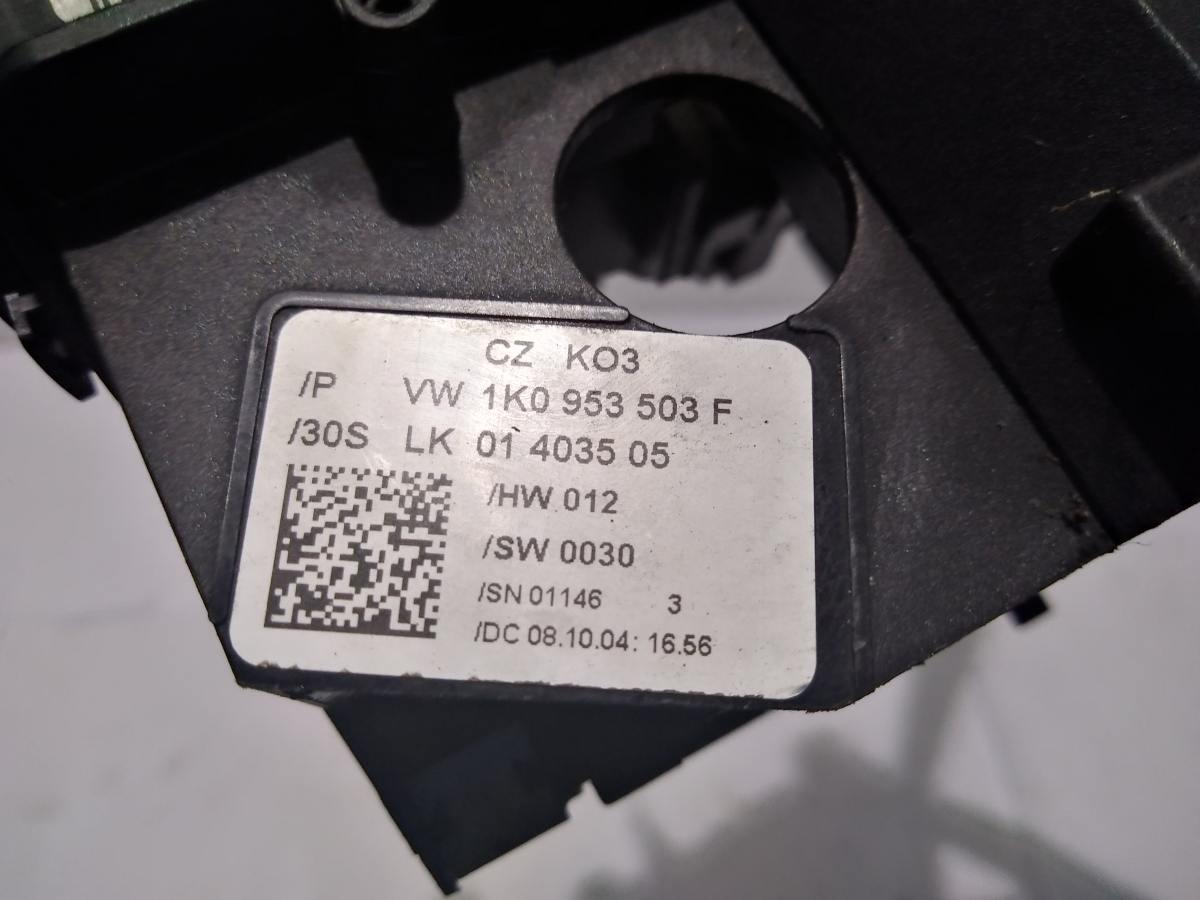 CZ KO3
/P VW 1K0 953 503 F
/30S LK 01 4035 05
/HW 012
/SW 0030
/SN 01146 3
/DC 08.10.04: 16.56